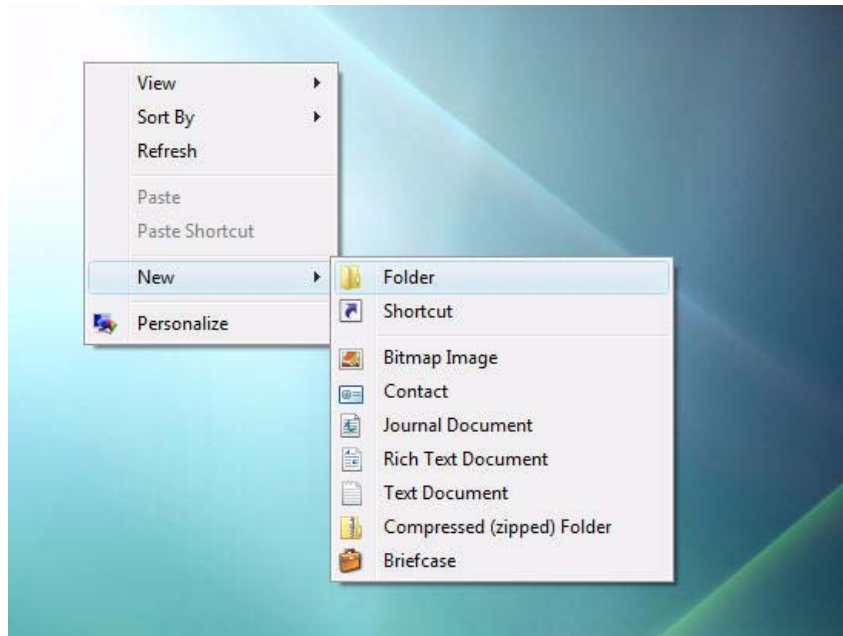 View
Sort By
Refresh
Paste
Paste Shortcut
New
Personalize
Folder
Shortcut
Bitmap Image
Contact
Journal Document
Rich Text Document
Text Document
Compressed (zipped) Folder
Briefcase